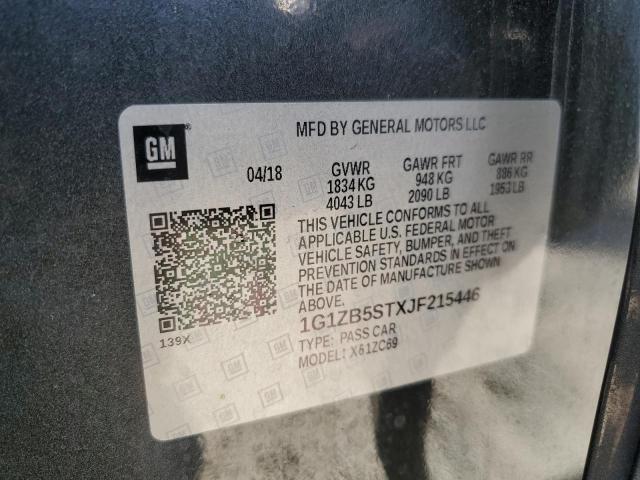 GM
MFD BY GENERAL MOTORS LLC
04/18
GVWR
1834 KG
4043 LB
GAWR FRT
948 KG
2090 LB
GAWR RR
886 KG
1953 LB
THIS VEHICLE CONFORMS TO ALL
APPLICABLE U.S. FEDERAL MOTOR
VEHICLE SAFETY, BUMPER, AND THEFT
PREVENTION STANDARDS IN EFFECT ON
THE DATE OF MANUFACTURE SHOWN
ABOVE.
1G1ZB5STXJF215446
TYPE: PASS CAR
MODEL: X61ZC69
139X